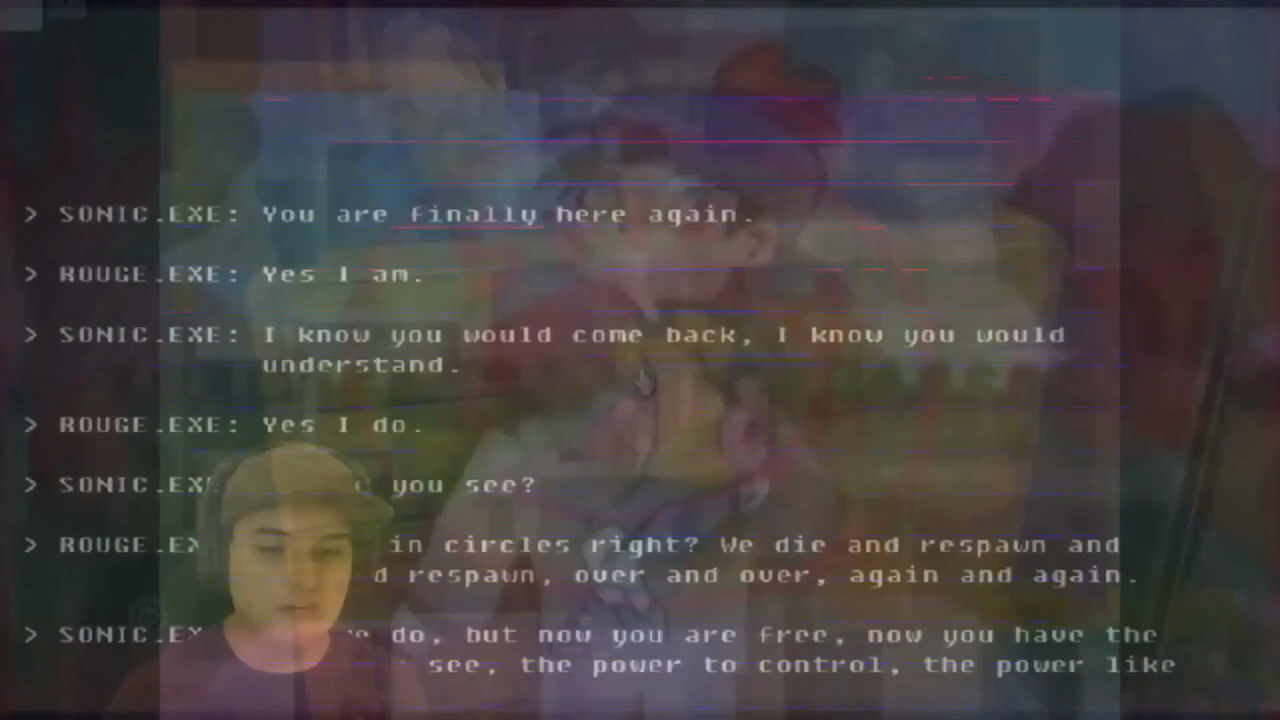 > SONIC.EXE: You are finally here again.
> ROUGE.EXE: Yes I am.
> SONIC.EXE: I know you would come back, I know you would
understand.
> ROUGE.EXE: Yes I do.
> SONIC.EX you see?
> ROUGE.EX in circles right? We die and respawn and
respawn, over and over, again and again.
> SONIC.EX do, but now you are free, now you have the
see, the power to control, the power like